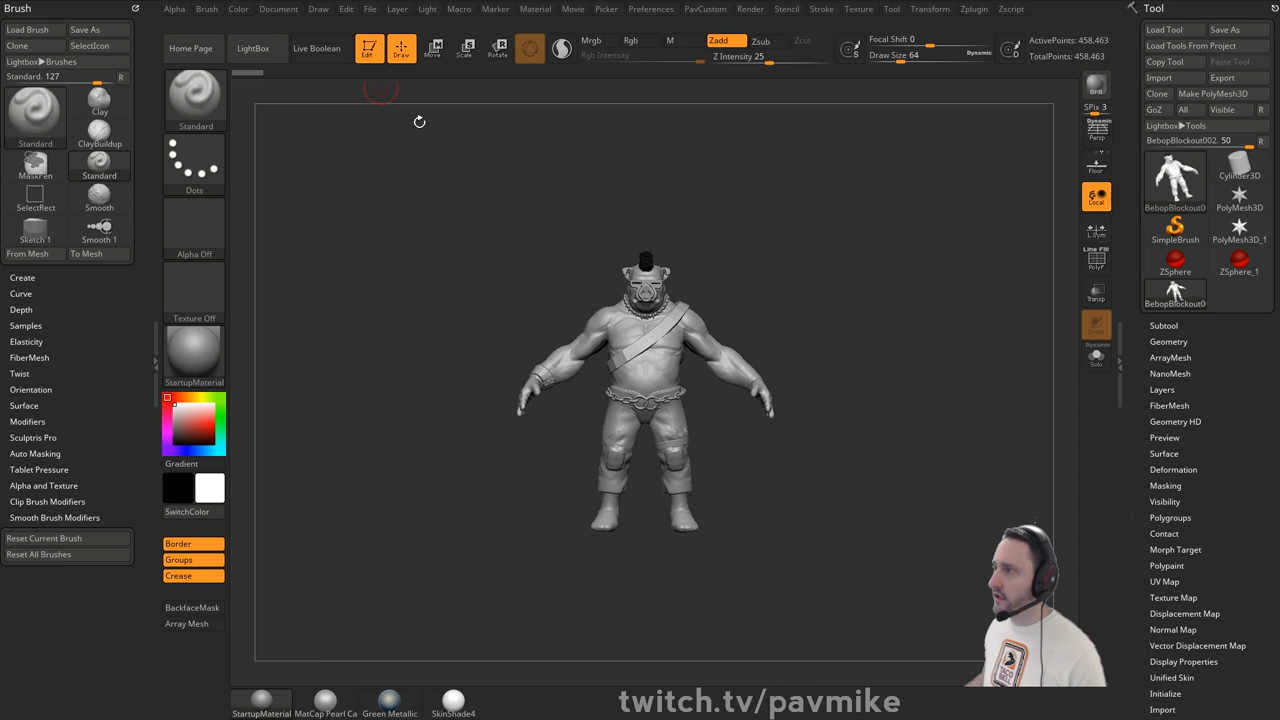 Brush
Alpha Brush Color Document Draw Edit File Layer Light Macro Marker Material Movie Picker Preferences PavCustom Render Stencil Stroke Texture Tool Transform Zplugin Zscript
Tool
Load Brush Save As
Clone SelectIcon
Lightbox▶Brushes
Standard. 127 R
Standard
Clay
ClayBuildup
MaskPen Standard
SelectRect Smooth
Sketch 1 Smooth 1
From Mesh To Mesh
Create
Curve
Depth
Samples
Elasticity
FiberMesh
Twist
Orientation
Surface
Modifiers
Sculptris Pro
Auto Masking
Tablet Pressure
Alpha and Texture
Clip Brush Modifiers
Smooth Brush Modifiers
Reset Current Brush
Reset All Brushes
Home Page LightBox Live Boolean Edit Draw Move Scale Rotate
Mrgb Rgb M Zadd Zsub Zcut
Rgb Intensity Z Intensity 25
S Focal Shift 0
Draw Size 64 Dynamic
D
ActivePoints: 458,463
TotalPoints: 458,463
Standard
Dots
Alpha Off
Texture Off
StartupMaterial
Gradient
SwitchColor
Border
Groups
Crease
BackfaceMask
Array Mesh
BPR
SPix 3
Dynamic
Persp
Floor
Local
L.Sym
Line Fill
PolyF
Transp
Ghost
Dynamic
Solo
Load Tool Save As
Load Tools From Project
Copy Tool Paste Tool
Import Export
Clone Make PolyMesh3D
GoZ All Visible R
Lightbox▶Tools
BebopBlockout002. 50 R
BebopBlockout0
Cylinder3D
PolyMesh3D
SimpleBrush PolyMesh3D_1
ZSphere ZSphere_1
BebopBlockout0
Subtool
Geometry
ArrayMesh
NanoMesh
Layers
FiberMesh
Geometry HD
Preview
Surface
Deformation
Masking
Visibility
Polygroups
Contact
Morph Target
Polypaint
UV Map
Texture Map
Displacement Map
Normal Map
Vector Displacement Map
Display Properties
Unified Skin
Initialize
Import
TACO
BELL
StartupMaterial MatCap Pearl Ca Green Metallic SkinShade4
twitch.tv/pavmike